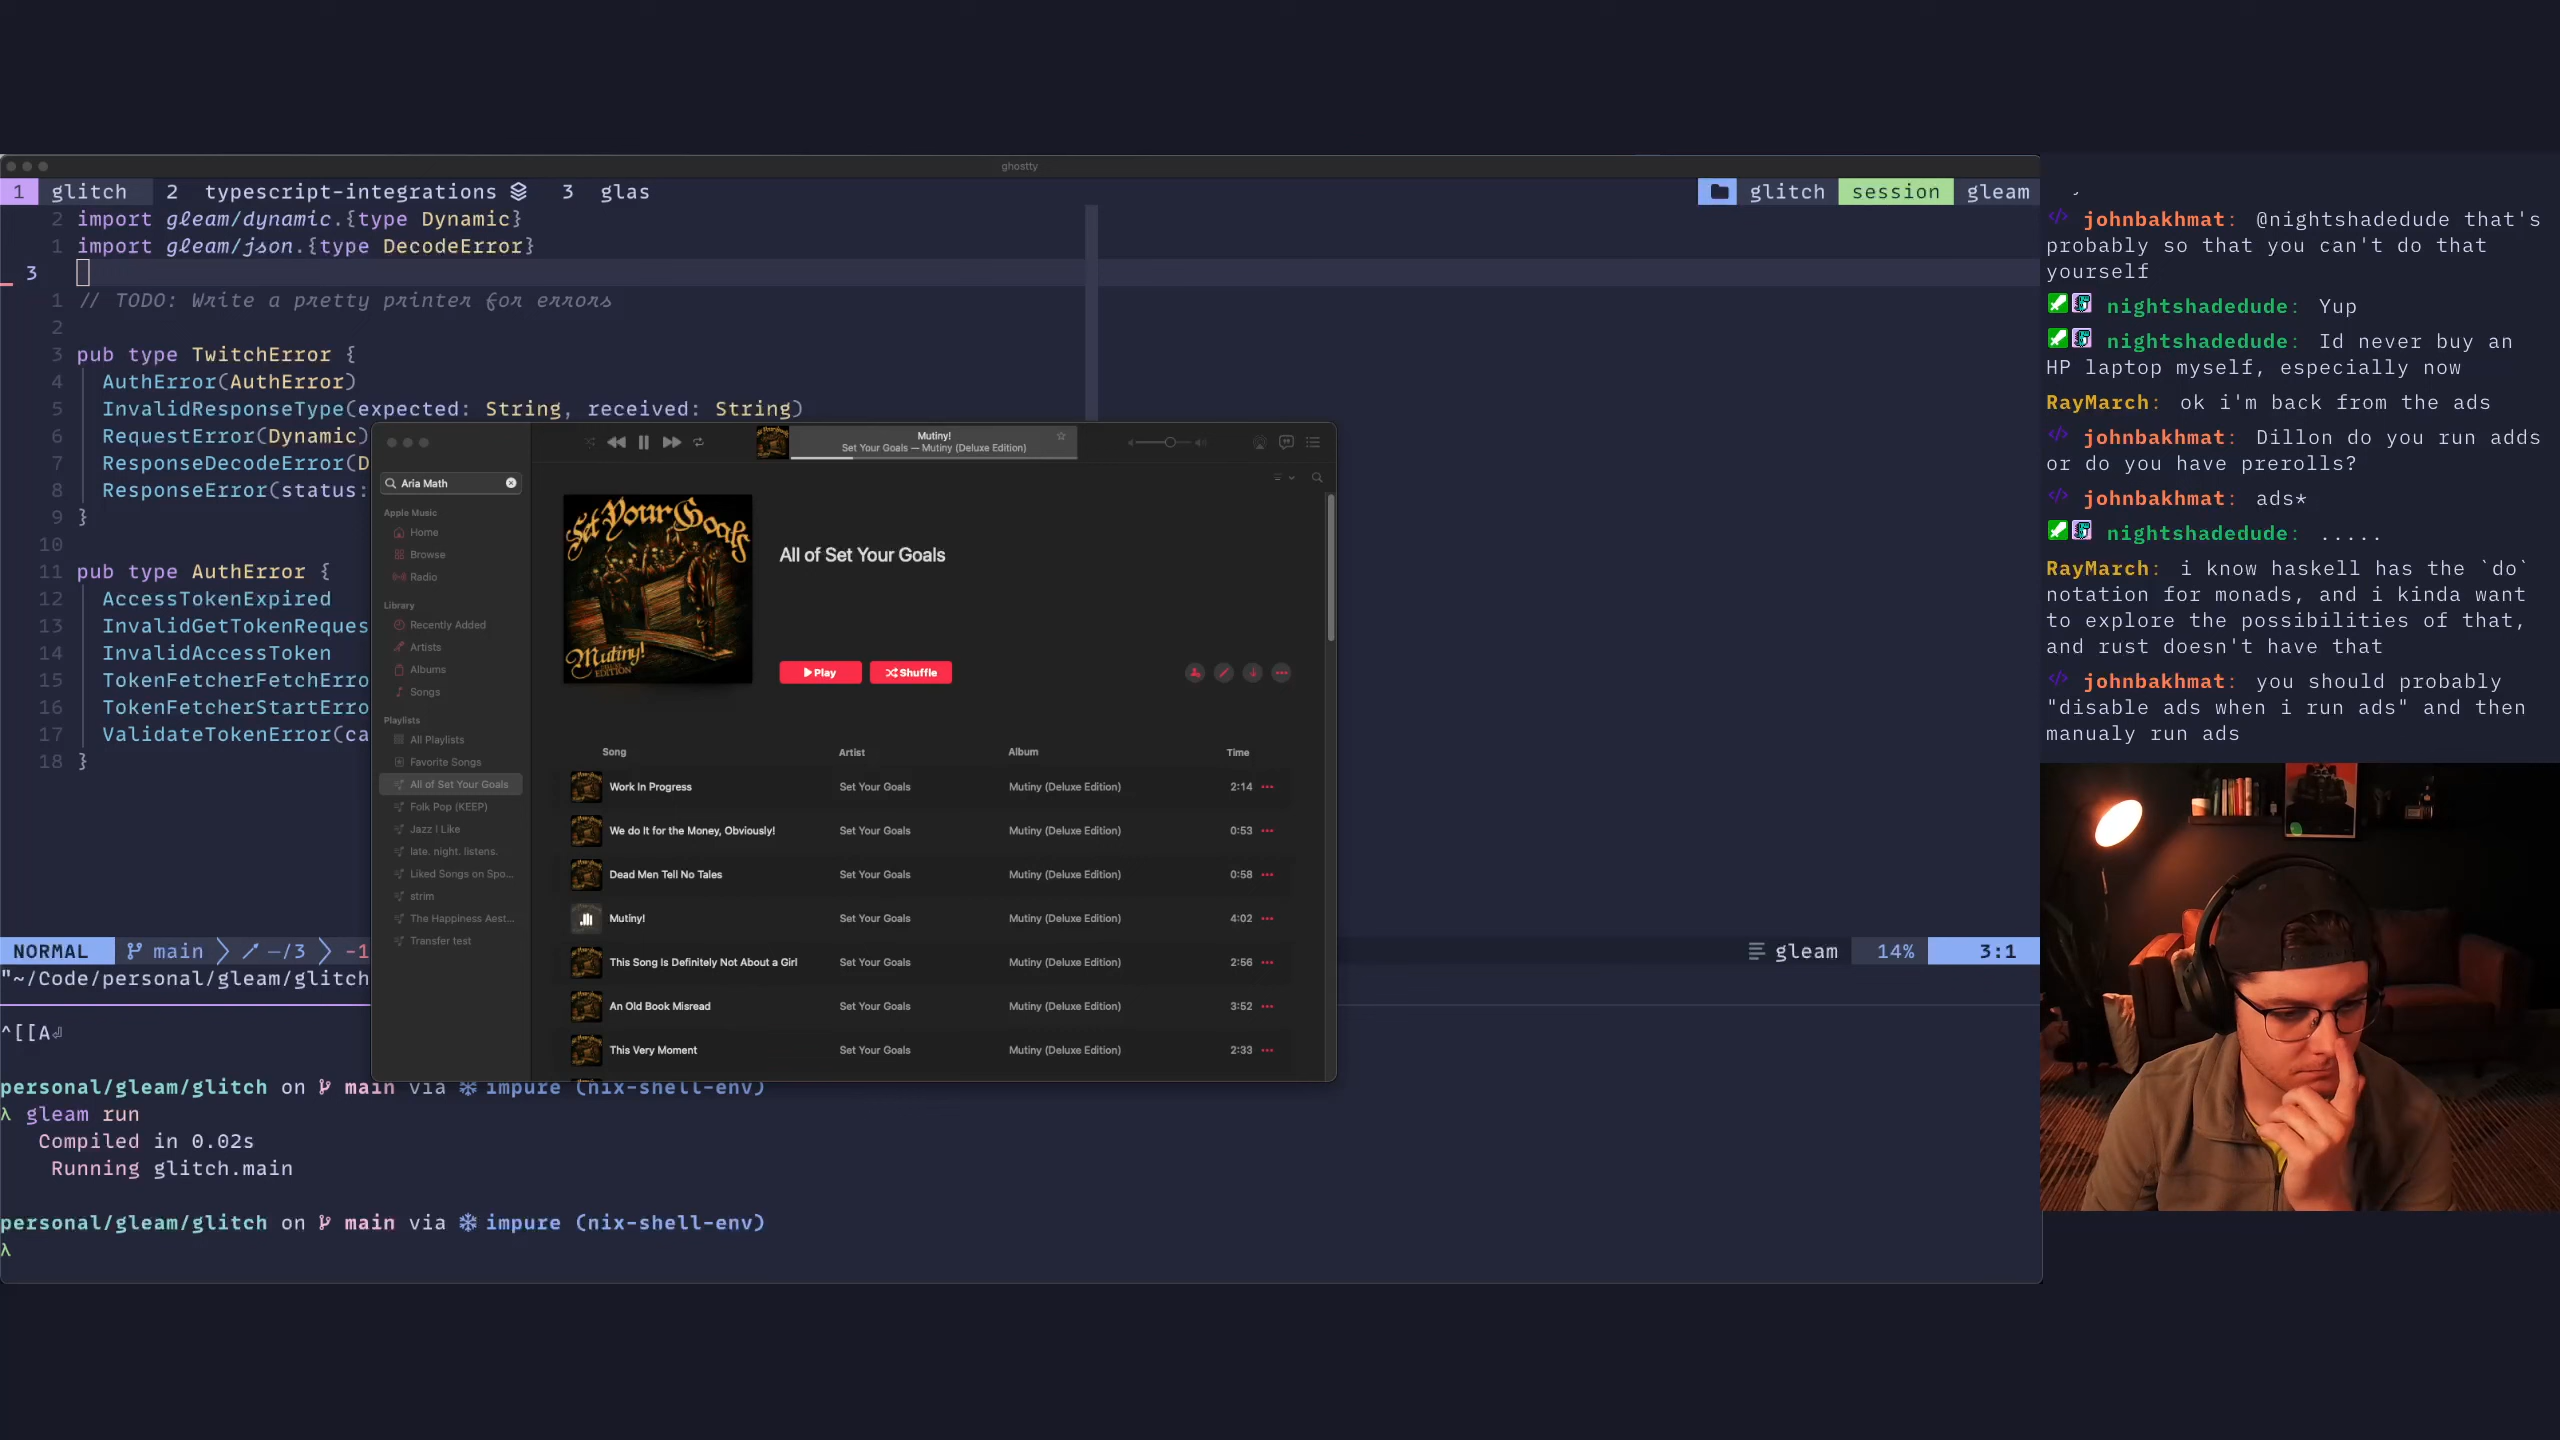 ghostty
1 glitch 2 typescript-integrations 3 glas
glitch session gleam
2 import gleam/dynamic.{type Dynamic}
1 import gleam/json.{type DecodeError}
3
1 // TODO: Write a pretty printer for errors
2
3 pub type TwitchError {
4 AuthError(AuthError)
5 InvalidResponseType(expected: String, received: String)
6 RequestError(Dynamic)
7 ResponseDecodeError(D
8 ResponseError(status:
9 }
10
11 pub type AuthError {
12 AccessTokenExpired
13 InvalidGetTokenReques
14 InvalidAccessToken
15 TokenFetcherFetchErro
16 TokenFetcherStartErro
17 ValidateTokenError(ca
18 }
NORMAL main —/3 -1
gleam 14% 3:1
"~/Code/personal/gleam/glitch
^[[A⏎
personal/gleam/glitch on main via ❄ impure (nix-shell-env)
λ gleam run
Compiled in 0.02s
Running glitch.main
personal/gleam/glitch on main via ❄ impure (nix-shell-env)
λ
Mutiny!
Set Your Goals — Mutiny (Deluxe Edition)
Aria Math
Apple Music
Home
Browse
Radio
Library
Recently Added
Artists
Albums
Songs
Playlists
All Playlists
Favorite Songs
All of Set Your Goals
Folk Pop (KEEP)
Jazz I Like
late. night. listens.
Liked Songs on Spo...
strim
The Happiness Aest...
Transfer test
Set Your Goals
Mutiny!
DELUXE EDITION
All of Set Your Goals
Play Shuffle
Song Artist Album Time
Work In Progress Set Your Goals Mutiny (Deluxe Edition) 2:14
We do It for the Money, Obviously! Set Your Goals Mutiny (Deluxe Edition) 0:53
Dead Men Tell No Tales Set Your Goals Mutiny (Deluxe Edition) 0:58
Mutiny! Set Your Goals Mutiny (Deluxe Edition) 4:02
This Song Is Definitely Not About a Girl Set Your Goals Mutiny (Deluxe Edition) 2:56
An Old Book Misread Set Your Goals Mutiny (Deluxe Edition) 3:52
This Very Moment Set Your Goals Mutiny (Deluxe Edition) 2:33
johnbakhmat: @nightshadedude that's
probably so that you can't do that
yourself
nightshadedude: Yup
nightshadedude: Id never buy an
HP laptop myself, especially now
RayMarch: ok i'm back from the ads
johnbakhmat: Dillon do you run adds
or do you have prerolls?
johnbakhmat: ads*
nightshadedude: .....
RayMarch: i know haskell has the `do`
notation for monads, and i kinda want
to explore the possibilities of that,
and rust doesn't have that
johnbakhmat: you should probably
"disable ads when i run ads" and then
manualy run ads